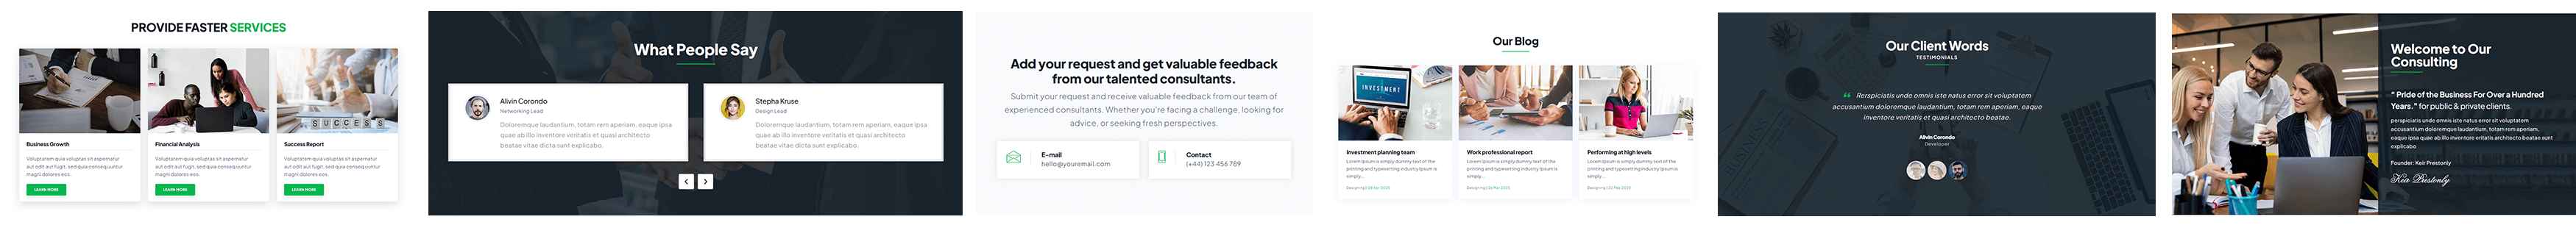 PROVIDE FASTER SERVICES
SUCCESS
Business Growth
Voluptatem quia voluptas sit aspernatur
aut odit aut fugit, sed quia consequuntur
magni dolores eos.
LEARN MORE
Financial Analysis
Voluptatem quia voluptas sit aspernatur
aut odit aut fugit, sed quia consequuntur
magni dolores eos.
LEARN MORE
Success Report
Voluptatem quia voluptas sit aspernatur
aut odit aut fugit, sed quia consequuntur
magni dolores eos.
LEARN MORE
What People Say
Alivin Corondo
Networking Lead
Doloremque laudantium, totam rem aperiam, eaque ipsa
quae ab illo inventore veritatis et quasi architecto
beatae vitae dicta sunt explicabo.
Stepha Kruse
Design Lead
Doloremque laudantium, totam rem aperiam, eaque ipsa
quae ab illo inventore veritatis et quasi architecto
beatae vitae dicta sunt explicabo.
Add your request and get valuable feedback
from our talented consultants.
Submit your request and receive valuable feedback from our team of
experienced consultants. Whether you're facing a challenge, looking for
advice, or seeking fresh perspectives.
E-mail
hello@youremail.com
Contact
(+44) 123 456 789
Our Blog
INVESTMENT
Investment planning team
Lorem Ipsum is simply dummy text of the
printing and typesetting industry Ipsum is
simply...
Designing | 08 Apr 2023
Work professional report
Lorem Ipsum is simply dummy text of the
printing and typesetting industry Ipsum is
simply...
Designing |
Performing at high levels
Lorem Ipsum is simply dummy text of the
printing and typesetting industry Ipsum is
simply...
Designing |
Our Client Words
TESTIMONIALS
Rerspiciatis unde omnis iste natus error sit voluptatem
accusantium doloremque laudantium, totam rem aperiam, eaque
inventore veritatis et quasi architecto beatae.
Alivin Corondo
Developer
Welcome to Our
Consulting
" Pride of the Business For Over a Hundred
Years." for public & private clients.
perspiciatis unde omnis iste natus error sit voluptatem
accusantium doloremque laudantium, totam rem aperiam,
eaque ipsa quae ab illo inventore veritatis architecto dicta sunt
explicabo
Founder: Keir Prestonly
Keir Prestonly